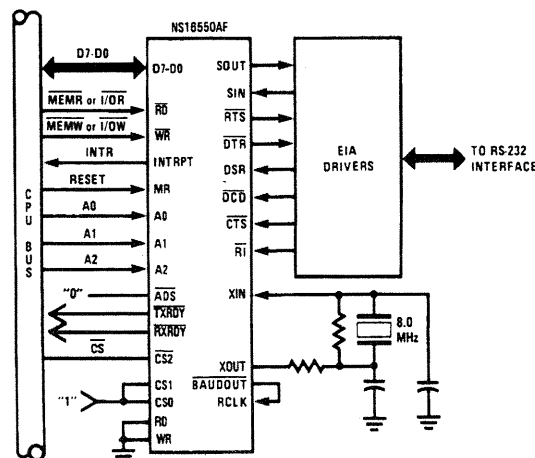 NS16550AF
D7-D0
D7-D0
SOUT
SIN
MEMR or I/OR
RD
RTS
MEMW or I/OW
WR
DTR
INTR
INTRPT
DSR
EIA
DRIVERS
TO RS-232
INTERFACE
RESET
MR
DCD
A0
A0
CTS
A1
A1
RI
A2
A2
CPU BUS
"0"
ADS
XIN
TXRDY
RXRDY
8.0
MHz
CS
CS2
XOUT
"1"
CS1
BAUDOUT
CS0
RCLK
RD
WR